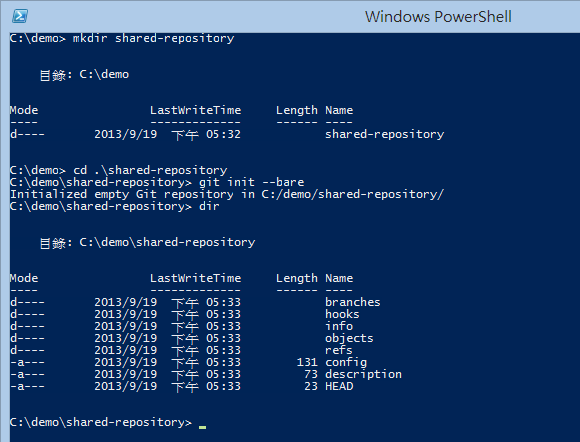 Windows PowerShell
C:\demo> mkdir shared-repository
目錄: C:\demo
Mode LastWriteTime Length Name
---- ------------- ------ ----
d---- 2013/9/19 下午 05:32 shared-repository
C:\demo> cd .\shared-repository
C:\demo\shared-repository> git init --bare
Initialized empty Git repository in C:/demo/shared-repository/
C:\demo\shared-repository> dir
目錄: C:\demo\shared-repository
Mode LastWriteTime Length Name
---- ------------- ------ ----
d---- 2013/9/19 下午 05:33 branches
d---- 2013/9/19 下午 05:33 hooks
d---- 2013/9/19 下午 05:33 info
d---- 2013/9/19 下午 05:33 objects
d---- 2013/9/19 下午 05:33 refs
-a--- 2013/9/19 下午 05:33 131 config
-a--- 2013/9/19 下午 05:33 73 description
-a--- 2013/9/19 下午 05:33 23 HEAD
C:\demo\shared-repository> _